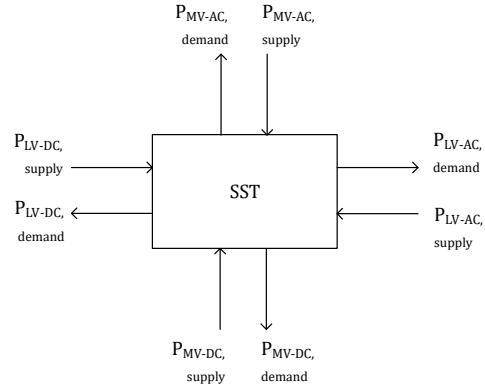 P_MV-AC, P_MV-AC,
demand supply
P_LV-DC, P_LV-AC,
supply demand
SST
P_LV-DC, P_LV-AC,
demand supply
P_MV-DC, P_MV-DC,
supply demand